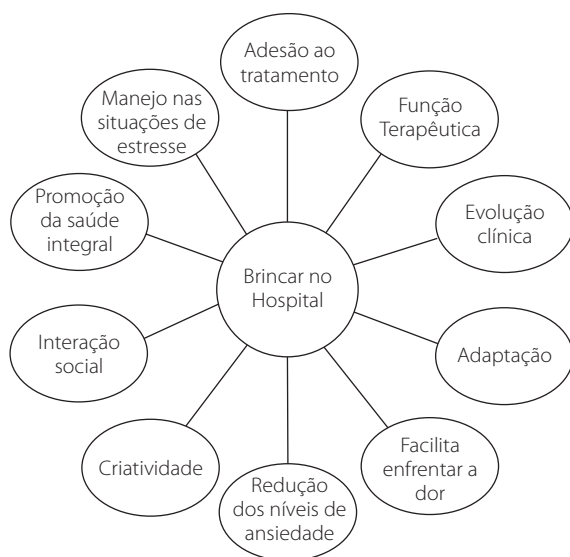 Adesão ao
tratamento
Função
Terapêutica
Evolução
clínica
Adaptação
Facilita
enfrentar a
dor
Redução
dos níveis de
ansiedade
Criatividade
Interação
social
Promoção
da saúde
integral
Manejo nas
situações de
estresse
Brincar no
Hospital